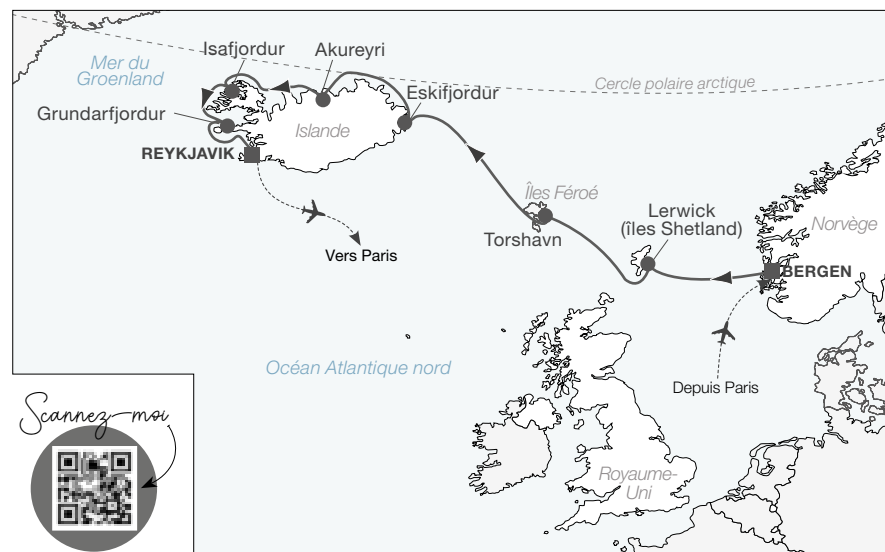 Isafjordur
Akureyri
Mer du
Groenland
Cercle polaire arctique
Eskifjordur
Grundarfjordur
Islande
REYKJAVIK
Îles Féroé
Lerwick
(îles Shetland)
Norvège
Torshavn
Vers Paris
BERGEN
Océan Atlantique nord
Depuis Paris
Scannez-moi
Royaume-
Uni